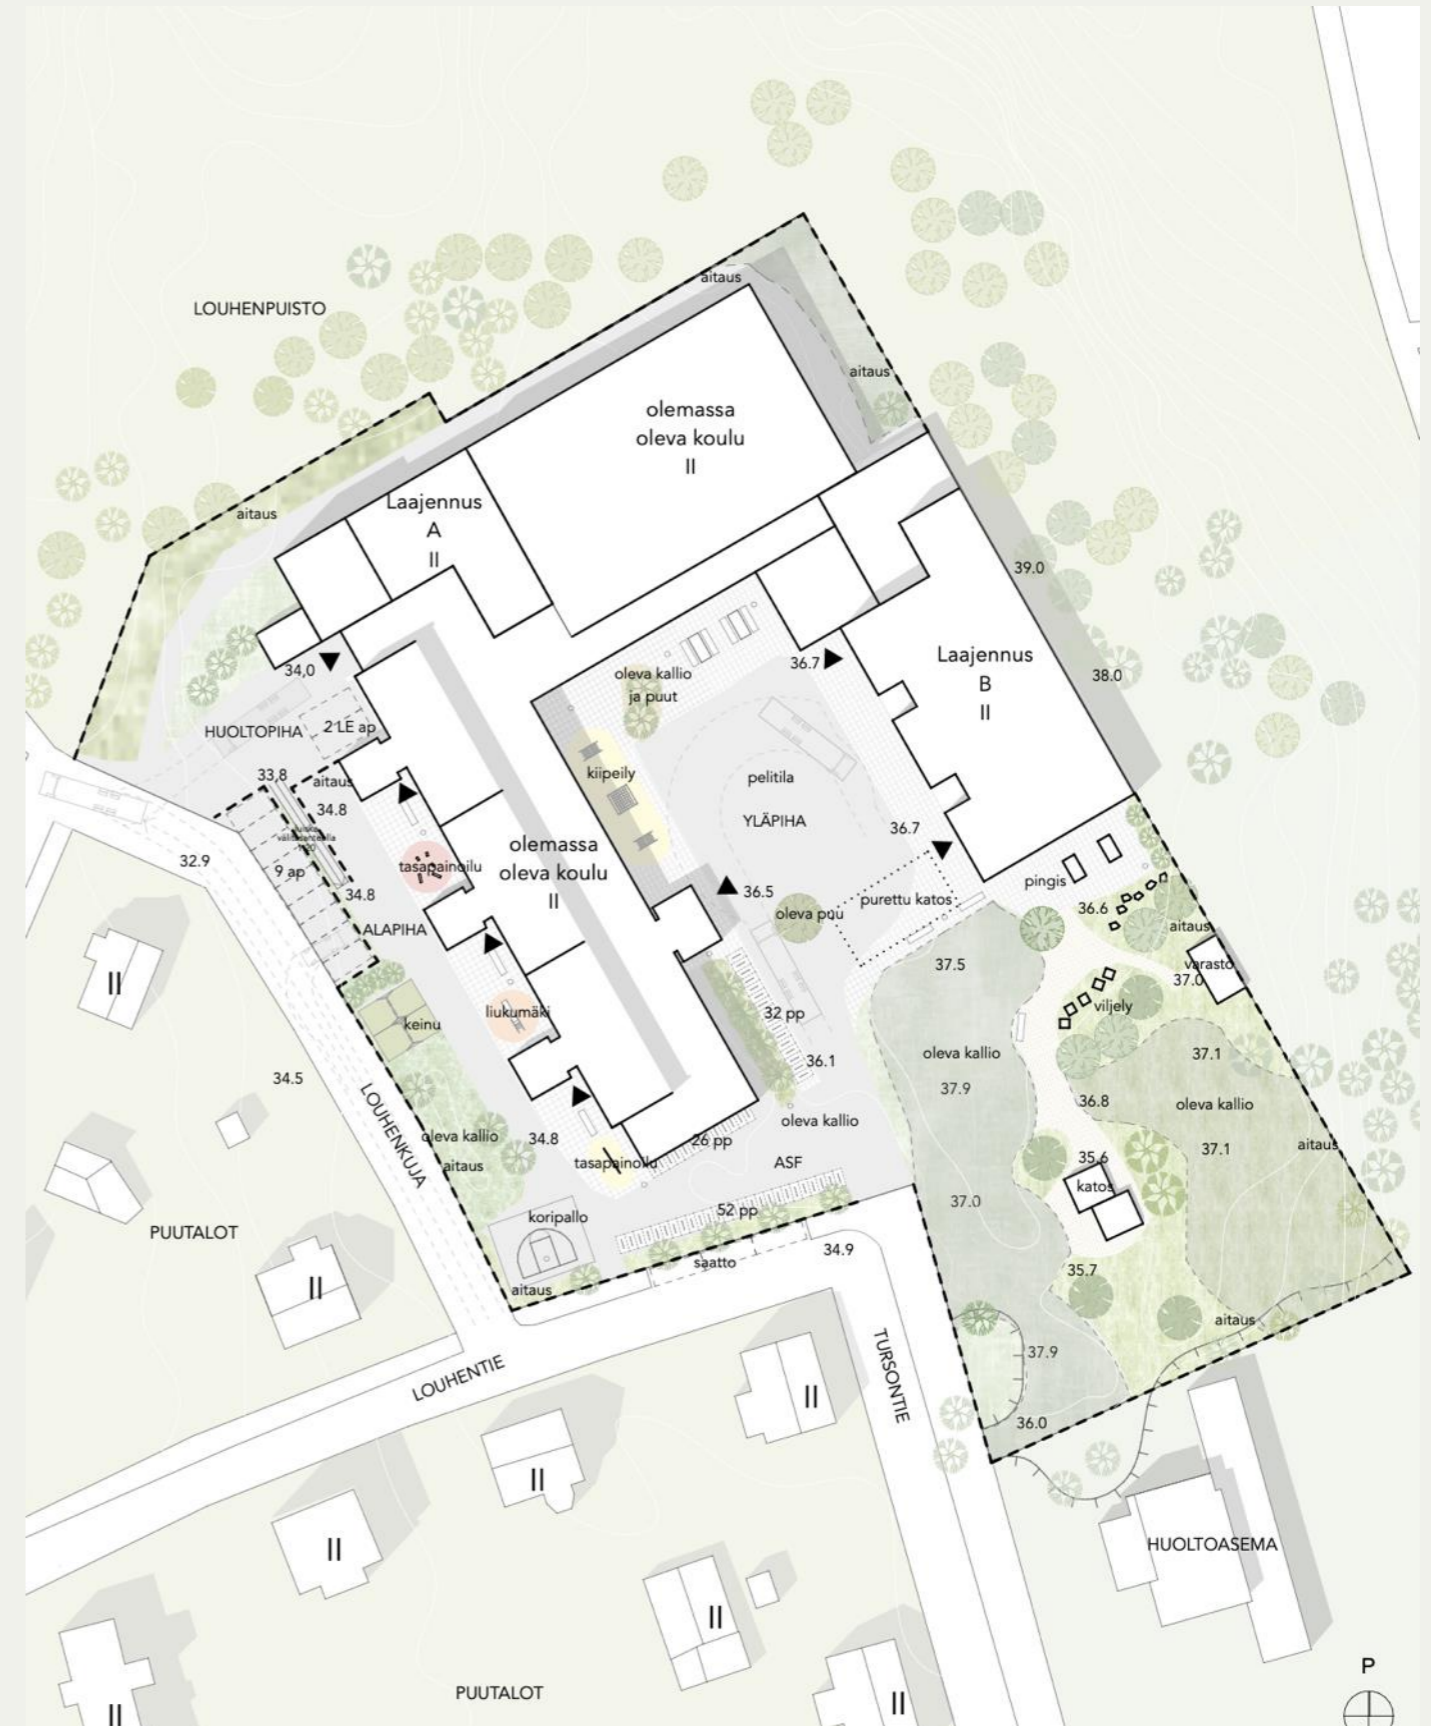 aitaus
LOUHENPUISTO
aitaus
olemassa
oleva koulu
II
Laajennus
A
II
aitaus
39.0
34,0
36.7
Laajennus
B
II
38.0
oleva kallio
ja puut
HUOLTOPIHA
2 LE ap
33,8
aitaus
34.8
kiipeily
pelitila
YLÄPIHA
36.7
32.9
9 ap
34.8
tasapainoilu
olemassa
oleva koulu
II
36.5
oleva puu
purettu katos
pingis
36.6
aitaus
ALAPIHA
37.5
varasto
37.0
II
keinu
liukumäki
32 pp
viljely
34.5
36.1
oleva kallio
37.9
37.1
oleva kallio
36.8
37.1
aitaus
LOUHENKUJA
oleva kallio
aitaus
34.8
tasapainoilu
26 pp
oleva kallio
ASF
35.6
katos
PUUTALOT
koripallo
52 pp
37.0
34.9
saatto
35.7
II
aitaus
aitaus
37.9
LOUHENTIE
TURSONTIE
II
36.0
II
II
HUOLTOASEMA
II
II
PUUTALOT
II
II
P